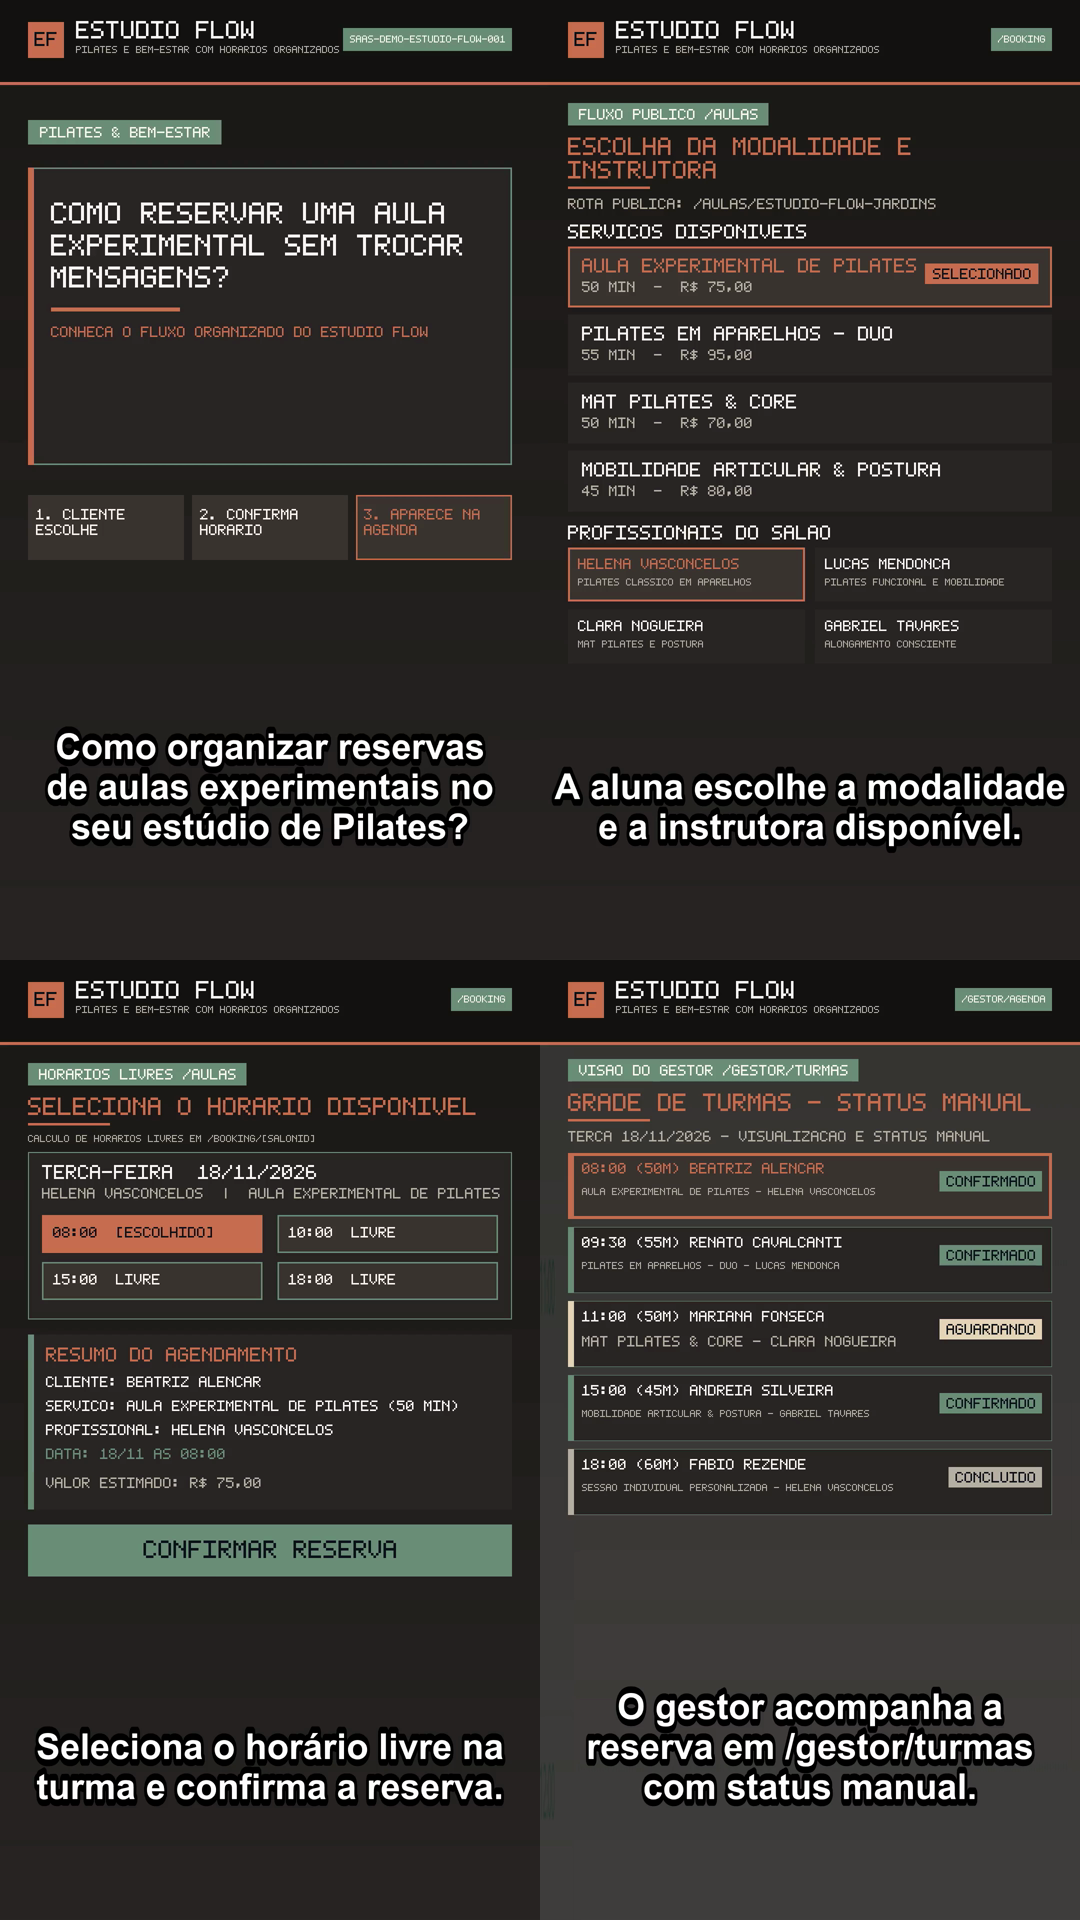 EF
ESTUDIO FLOW
PILATES E BEM-ESTAR COM HORARIOS ORGANIZADOS
SAAS-DEMO-ESTUDIO-FLOW-001
PILATES & BEM-ESTAR
COMO RESERVAR UMA AULA
EXPERIMENTAL SEM TROCAR
MENSAGENS?
CONHECA O FLUXO ORGANIZADO DO ESTUDIO FLOW
1. CLIENTE
ESCOLHE
2. CONFIRMA
HORARIO
3. APARECE NA
AGENDA
Como organizar reservas
de aulas experimentais no
seu estúdio de Pilates?
EF
ESTUDIO FLOW
PILATES E BEM-ESTAR COM HORARIOS ORGANIZADOS
/BOOKING
FLUXO PUBLICO /AULAS
ESCOLHA DA MODALIDADE E
INSTRUTORA
ROTA PUBLICA: /AULAS/ESTUDIO-FLOW-JARDINS
SERVICOS DISPONIVEIS
AULA EXPERIMENTAL DE PILATES
50 MIN - R$ 75,00
SELECIONADO
PILATES EM APARELHOS - DUO
55 MIN - R$ 95,00
MAT PILATES & CORE
50 MIN - R$ 70,00
MOBILIDADE ARTICULAR & POSTURA
45 MIN - R$ 80,00
PROFISSIONAIS DO SALAO
HELENA VASCONCELOS
PILATES CLASSICO EM APARELHOS
LUCAS MENDONCA
PILATES FUNCIONAL E MOBILIDADE
CLARA NOGUEIRA
MAT PILATES E POSTURA
GABRIEL TAVARES
ALONGAMENTO CONSCIENTE
A aluna escolhe a modalidade
e a instrutora disponível.
EF
ESTUDIO FLOW
PILATES E BEM-ESTAR COM HORARIOS ORGANIZADOS
/BOOKING
HORARIOS LIVRES /AULAS
SELECIONA O HORARIO DISPONIVEL
CALCULO DE HORARIOS LIVRES EM /BOOKING/[SALONID]
TERCA-FEIRA 18/11/2026
HELENA VASCONCELOS | AULA EXPERIMENTAL DE PILATES
08:00 [ESCOLHIDO]
10:00 LIVRE
15:00 LIVRE
18:00 LIVRE
RESUMO DO AGENDAMENTO
CLIENTE: BEATRIZ ALENCAR
SERVICO: AULA EXPERIMENTAL DE PILATES (50 MIN)
PROFISSIONAL: HELENA VASCONCELOS
DATA: 18/11 AS 08:00
VALOR ESTIMADO: R$ 75,00
CONFIRMAR RESERVA
Seleciona o horário livre na
turma e confirma a reserva.
EF
ESTUDIO FLOW
PILATES E BEM-ESTAR COM HORARIOS ORGANIZADOS
/GESTOR/AGENDA
VISAO DO GESTOR /GESTOR/TURMAS
GRADE DE TURMAS - STATUS MANUAL
TERCA 18/11/2026 - VISUALIZACAO E STATUS MANUAL
08:00 (50M) BEATRIZ ALENCAR
AULA EXPERIMENTAL DE PILATES - HELENA VASCONCELOS
CONFIRMADO
09:30 (55M) RENATO CAVALCANTI
PILATES EM APARELHOS - DUO - LUCAS MENDONCA
CONFIRMADO
11:00 (50M) MARIANA FONSECA
MAT PILATES & CORE - CLARA NOGUEIRA
AGUARDANDO
15:00 (45M) ANDREIA SILVEIRA
MOBILIDADE ARTICULAR & POSTURA - GABRIEL TAVARES
CONFIRMADO
18:00 (60M) FABIO REZENDE
SESSAO INDIVIDUAL PERSONALIZADA - HELENA VASCONCELOS
CONCLUIDO
O gestor acompanha a
reserva em /gestor/turmas
com status manual.